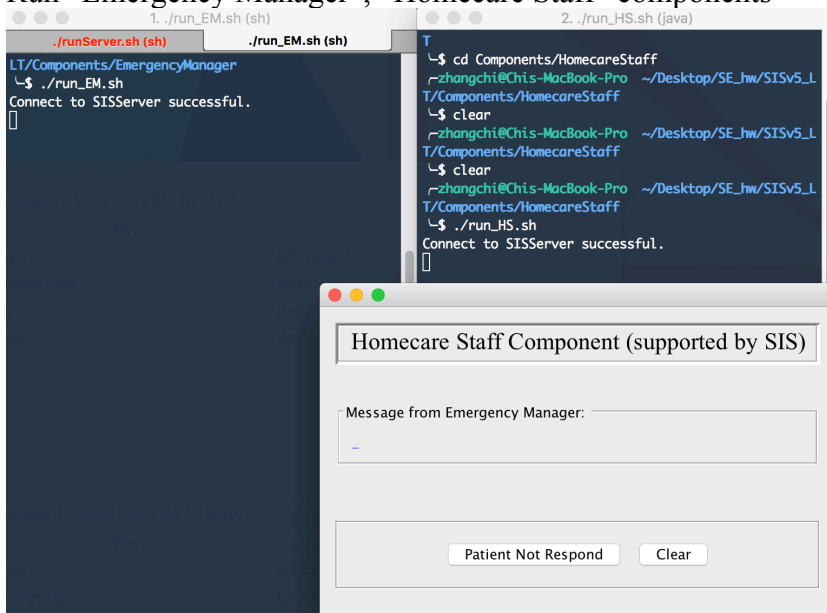 Run "Emergency Manager", "Homecare Staff" components
1. ./run_EM.sh (sh)
./runServer.sh (sh)
./run_EM.sh (sh)
LT/Components/EmergencyManager
$ ./run_EM.sh
Connect to SISServer successful.
Key
2. ./run_HS.sh (java)
T
$ cd Components/HomecareStaff
zhangchi@Chis-MacBook-Pro ~/Desktop/SE_hw/SISv5_L
T/Components/HomecareStaff
$ clear
zhangchi@Chis-MacBook-Pro ~/Desktop/SE_hw/SISv5_L
T/Components/HomecareStaff
$ clear
zhangchi@Chis-MacBook-Pro ~/Desktop/SE_hw/SISv5_L
T/Components/HomecareStaff
$ ./run_HS.sh
Connect to SISServer successful.
Homecare Staff Component (supported by SIS)
Message from Emergency Manager:
_
Patient Not Respond
Clear